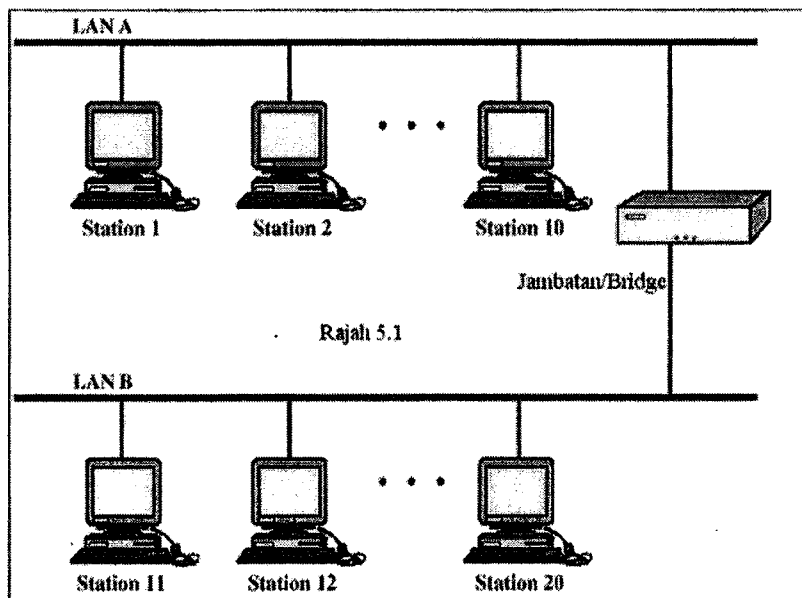 LAN A
Station 1
Station 2
Station 10
Jambatan/Bridge
Rajah 5.1
LAN B
Station 11
Station 12
Station 20